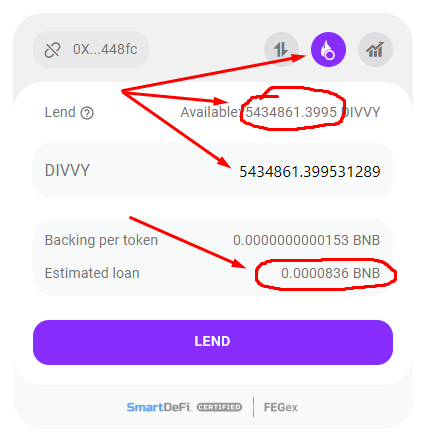 0X...448fc
Lend ? Available: 5434861.3995 DIVVY
DIVVY 5434861.399531289
Backing per token 0.0000000000153 BNB
Estimated loan 0.0000836 BNB
LEND
SmartDeFi. CERTIFIED FEGex